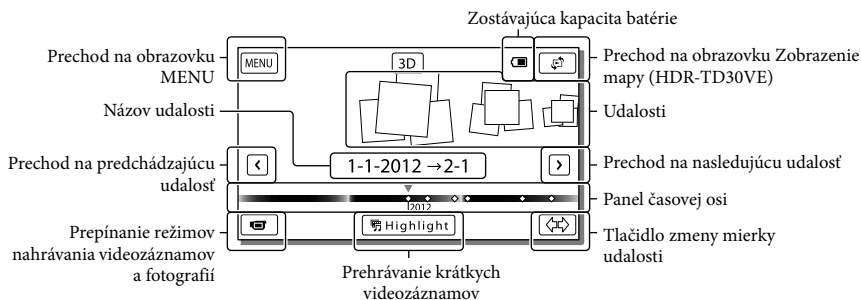 Zostávajúca kapacita batérie
Prechod na obrazovku
MENU
MENU
3D
Prechod na obrazovku Zobrazenie
mapy (HDR-TD30VE)
Názov udalosti
Udalosti
Prechod na predchádzajúcu
udalosť
1-1-2012 →2-1
Prechod na nasledujúcu udalosť
2012
Panel časovej osi
Prepínanie režimov
nahrávania videozáznamov
a fotografií
Highlight
Tlačidlo zmeny mierky
udalosti
Prehrávanie krátkych
videozáznamov